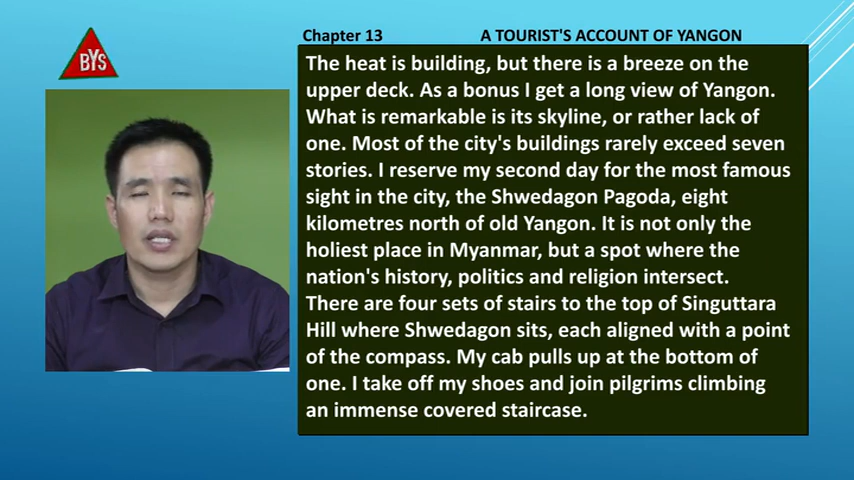 BYS
Chapter 13 A TOURIST'S ACCOUNT OF YANGON
The heat is building, but there is a breeze on the
upper deck. As a bonus I get a long view of Yangon.
What is remarkable is its skyline, or rather lack of
one. Most of the city's buildings rarely exceed seven
stories. I reserve my second day for the most famous
sight in the city, the Shwedagon Pagoda, eight
kilometres north of old Yangon. It is not only the
holiest place in Myanmar, but a spot where the
nation's history, politics and religion intersect.
There are four sets of stairs to the top of Singuttara
Hill where Shwedagon sits, each aligned with a point
of the compass. My cab pulls up at the bottom of
one. I take off my shoes and join pilgrims climbing
an immense covered staircase.